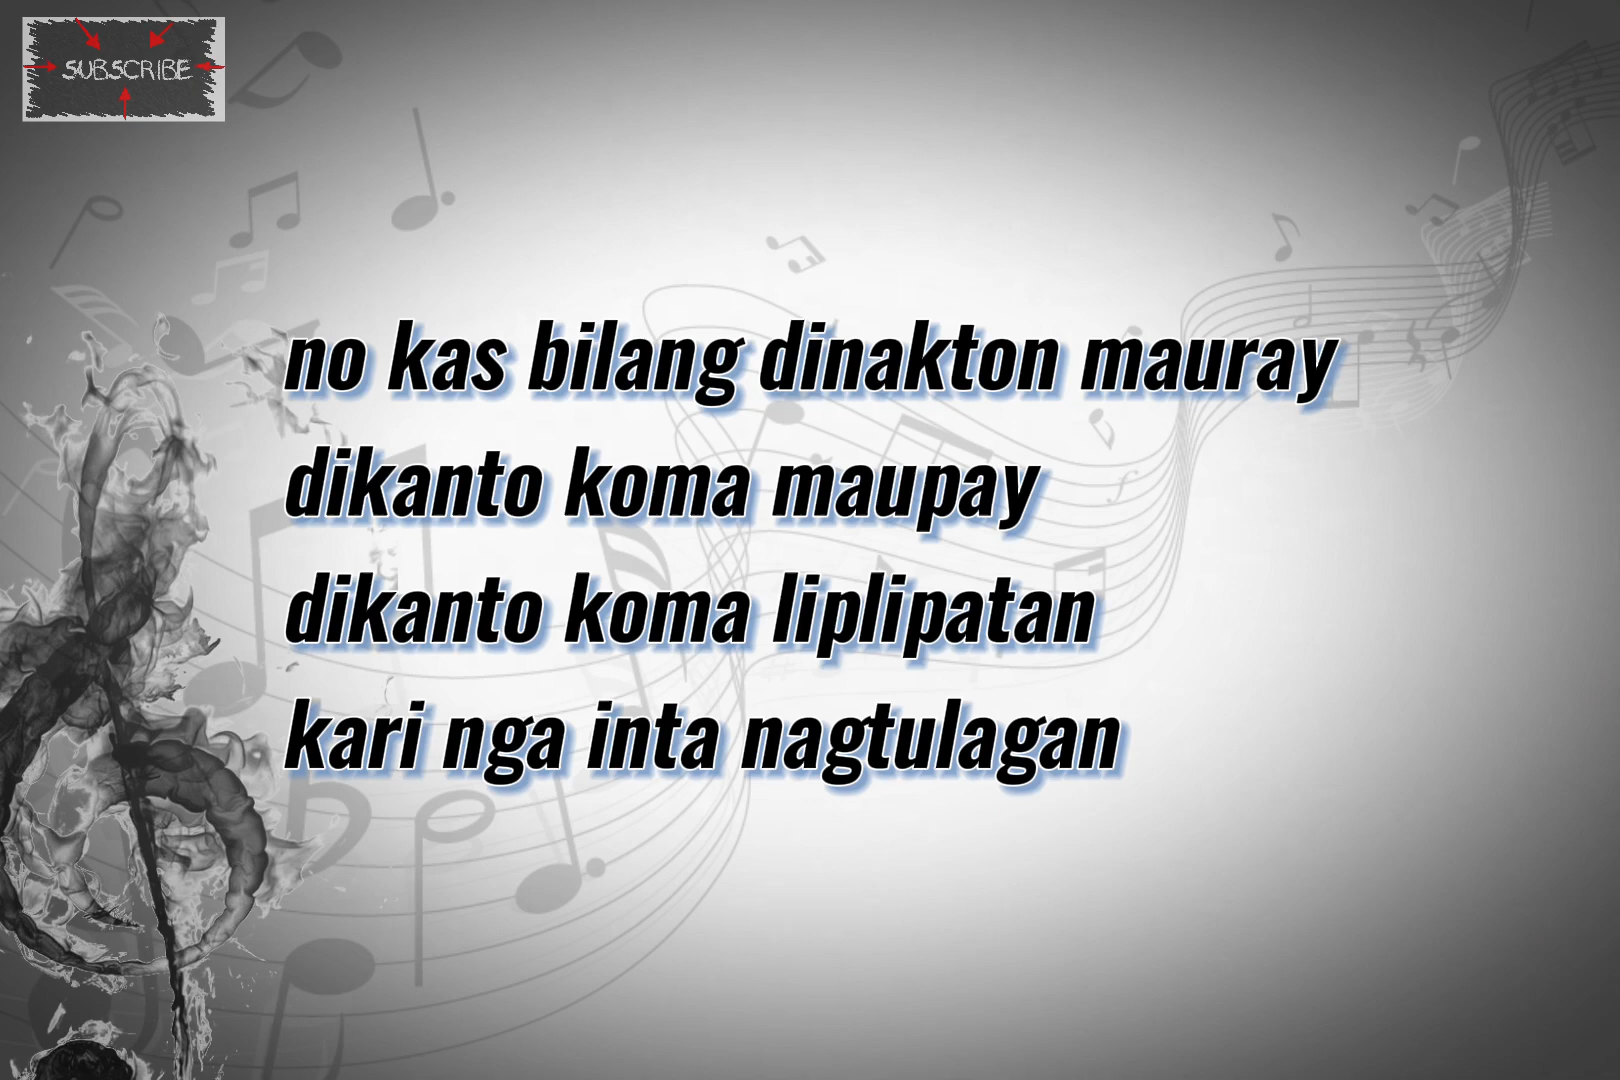 SUBSCRIBE
no kas bilang dinakton mauray
dikanto koma maupay
dikanto koma liplipatan
kari nga inta nagtulagan